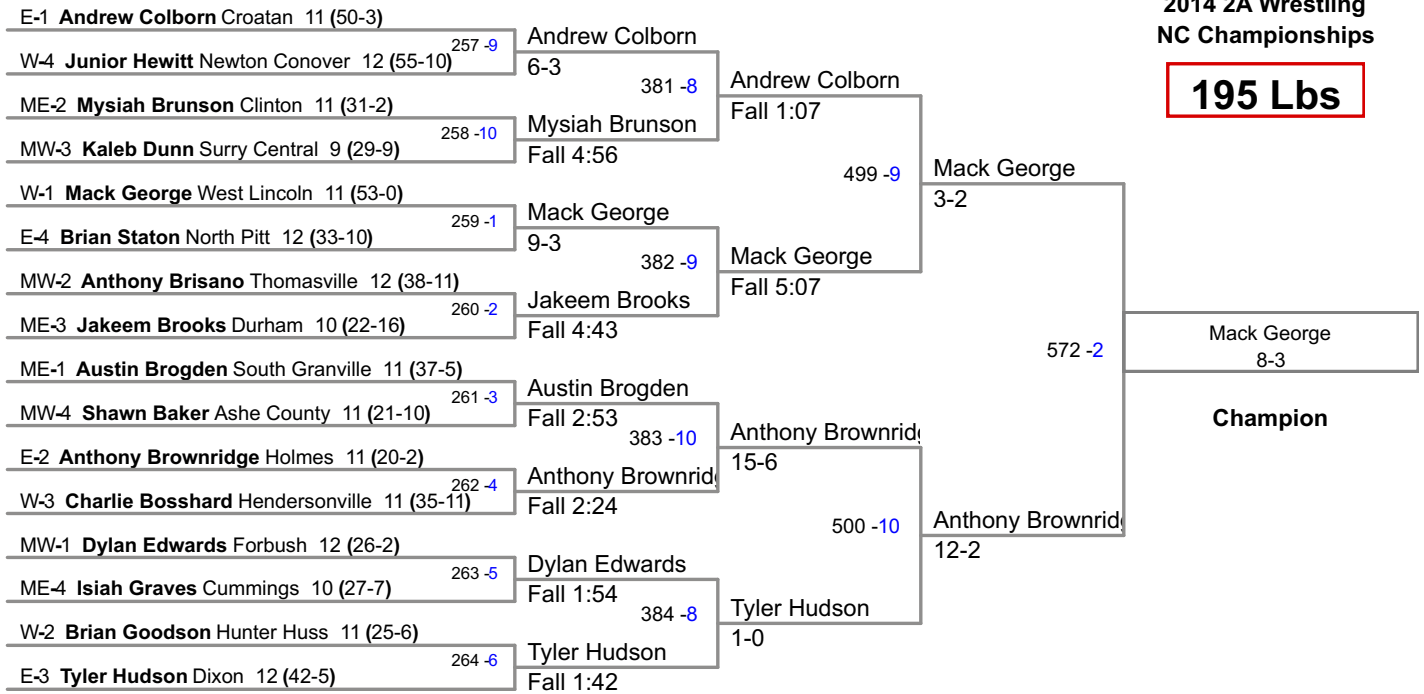 2014 2A Wrestling
NC Championships
195 Lbs
E-1 Andrew Colborn Croatan 11 (50-3)
257 -9
W-4 Junior Hewitt Newton Conover 12 (55-10)
Andrew Colborn
6-3
381 -8
ME-2 Mysiah Brunson Clinton 11 (31-2)
258 -10
MW-3 Kaleb Dunn Surry Central 9 (29-9)
Mysiah Brunson
Fall 4:56
Andrew Colborn
Fall 1:07
499 -9
W-1 Mack George West Lincoln 11 (53-0)
259 -1
E-4 Brian Staton North Pitt 12 (33-10)
Mack George
9-3
382 -9
MW-2 Anthony Brisano Thomasville 12 (38-11)
260 -2
ME-3 Jakeem Brooks Durham 10 (22-16)
Jakeem Brooks
Fall 4:43
Mack George
Fall 5:07
Mack George
3-2
572 -2
ME-1 Austin Brogden South Granville 11 (37-5)
261 -3
MW-4 Shawn Baker Ashe County 11 (21-10)
Austin Brogden
Fall 2:53
383 -10
E-2 Anthony Brownridge Holmes 11 (20-2)
262 -4
W-3 Charlie Bosshard Hendersonville 11 (35-11)
Anthony Brownridg
Fall 2:24
Anthony Brownridg
15-6
500 -10
MW-1 Dylan Edwards Forbush 12 (26-2)
263 -5
ME-4 Isiah Graves Cummings 10 (27-7)
Dylan Edwards
Fall 1:54
384 -8
W-2 Brian Goodson Hunter Huss 11 (25-6)
264 -6
E-3 Tyler Hudson Dixon 12 (42-5)
Tyler Hudson
Fall 1:42
Tyler Hudson
1-0
Anthony Brownridg
12-2
Mack George
8-3
Champion